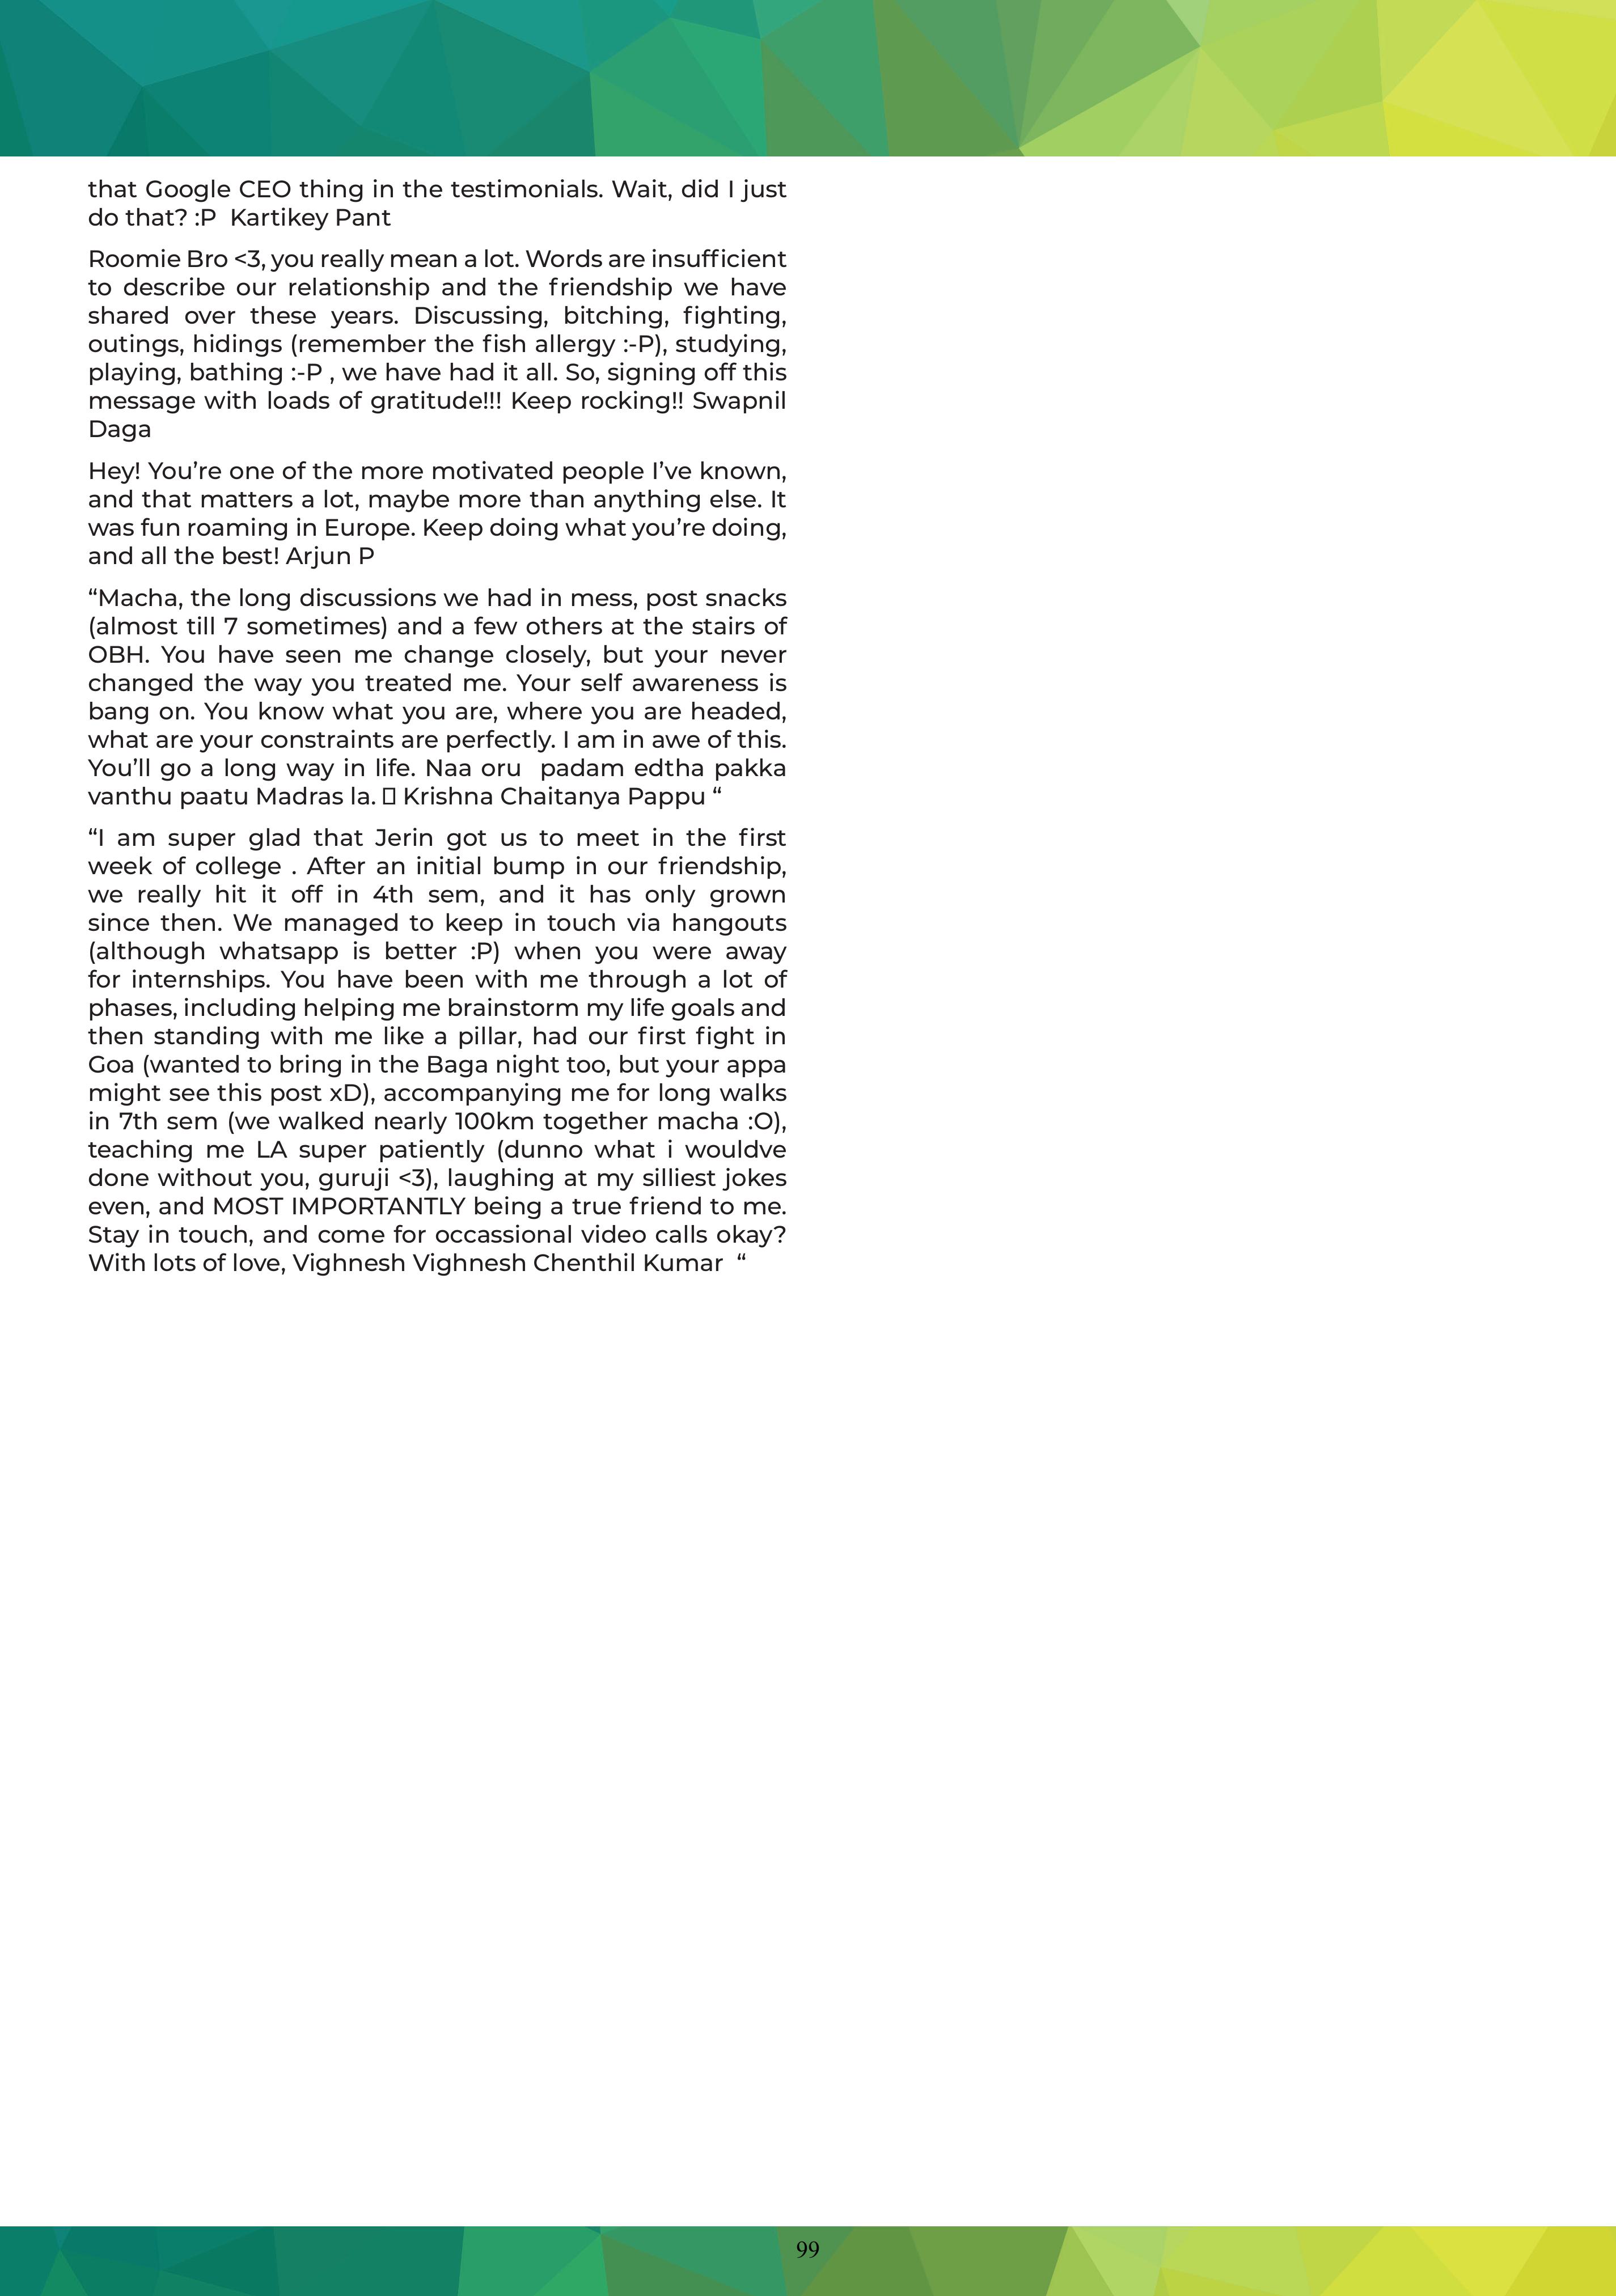 that Google CEO thing in the testimonials. Wait, did I just
do that? :P  Kartikey Pant
Roomie Bro <3, you really mean a lot. Words are insufficient
to describe our relationship and the friendship we have
shared over these years. Discussing, bitching, fighting,
outings, hidings (remember the fish allergy :-P), studying,
playing, bathing :-P , we have had it all. So, signing off this
message with loads of gratitude!!! Keep rocking!! Swapnil
Daga
Hey! You’re one of the more motivated people I’ve known,
and that matters a lot, maybe more than anything else. It
was fun roaming in Europe. Keep doing what you’re doing,
and all the best! Arjun P
“Macha, the long discussions we had in mess, post snacks
(almost till 7 sometimes) and a few others at the stairs of
OBH. You have seen me change closely, but your never
changed the way you treated me. Your self awareness is
bang on. You know what you are, where you are headed,
what are your constraints are perfectly. I am in awe of this.
You’ll go a long way in life. Naa oru  padam edtha pakka
vanthu paatu Madras la. 􏰀 Krishna Chaitanya Pappu “
“I am super glad that Jerin got us to meet in the first
week of college . After an initial bump in our friendship,
we really hit it off in 4th sem, and it has only grown
since then. We managed to keep in touch via hangouts
(although whatsapp is better :P) when you were away
for internships. You have been with me through a lot of
phases, including helping me brainstorm my life goals and
then standing with me like a pillar, had our first fight in
Goa (wanted to bring in the Baga night too, but your appa
might see this post xD), accompanying me for long walks
in 7th sem (we walked nearly 100km together macha :O),
teaching me LA super patiently (dunno what i wouldve
done without you, guruji <3), laughing at my silliest jokes
even, and MOST IMPORTANTLY being a true friend to me.
Stay in touch, and come for occassional video calls okay?
With lots of love, Vighnesh Vighnesh Chenthil Kumar  “
99